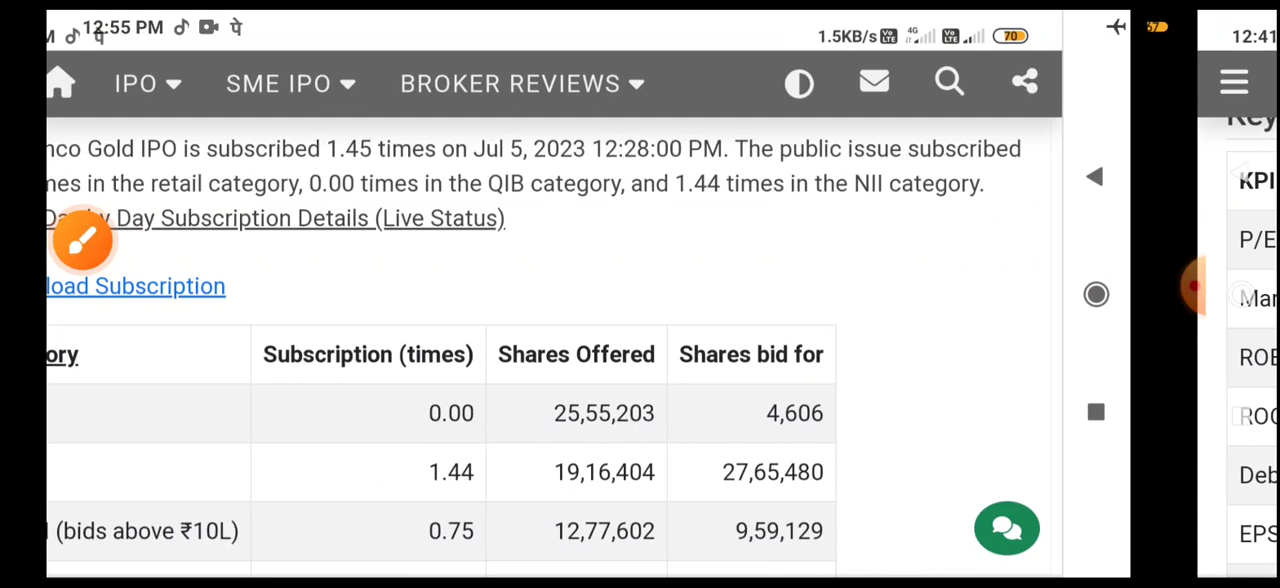 12:55 PM
1.5KB/s 4G 70
67
12:41
IPO SME IPO BROKER REVIEWS
nco Gold IPO is subscribed 1.45 times on Jul 5, 2023 12:28:00 PM. The public issue subscribed
mes in the retail category, 0.00 times in the QIB category, and 1.44 times in the NII category.
Day Subscription Details (Live Status)
load Subscription
ory Subscription (times) Shares Offered Shares bid for
0.00 25,55,203 4,606
1.44 19,16,404 27,65,480
(bids above ₹10L) 0.75 12,77,602 9,59,129
Key
KPI
P/E
Mar
ROE
ROC
Deb
EPS